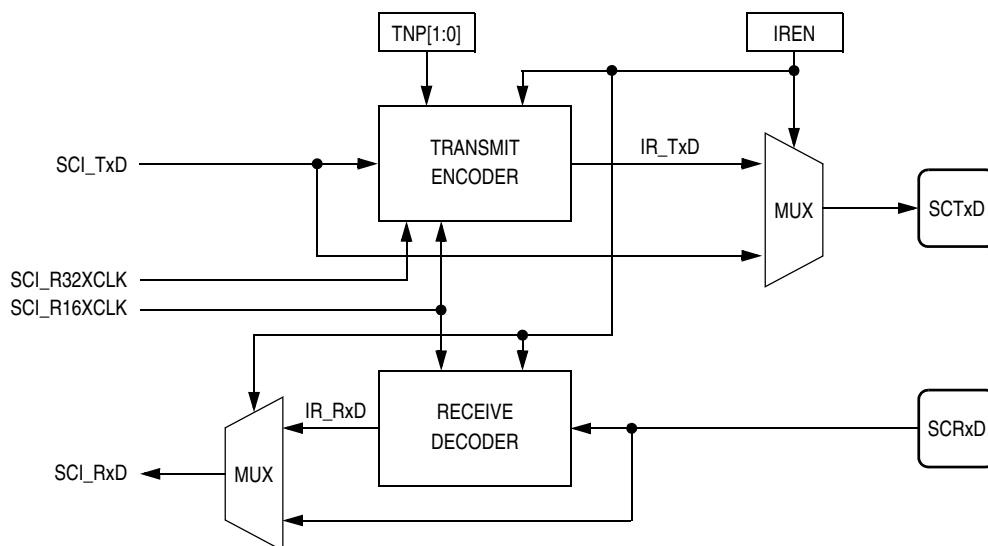 TNP[1:0]
IREN
SCI_TxD
TRANSMIT
ENCODER
IR_TxD
MUX
SCTxD
SCI_R32XCLK
SCI_R16XCLK
IR_RxD
RECEIVE
DECODER
SCRxD
SCI_RxD
MUX